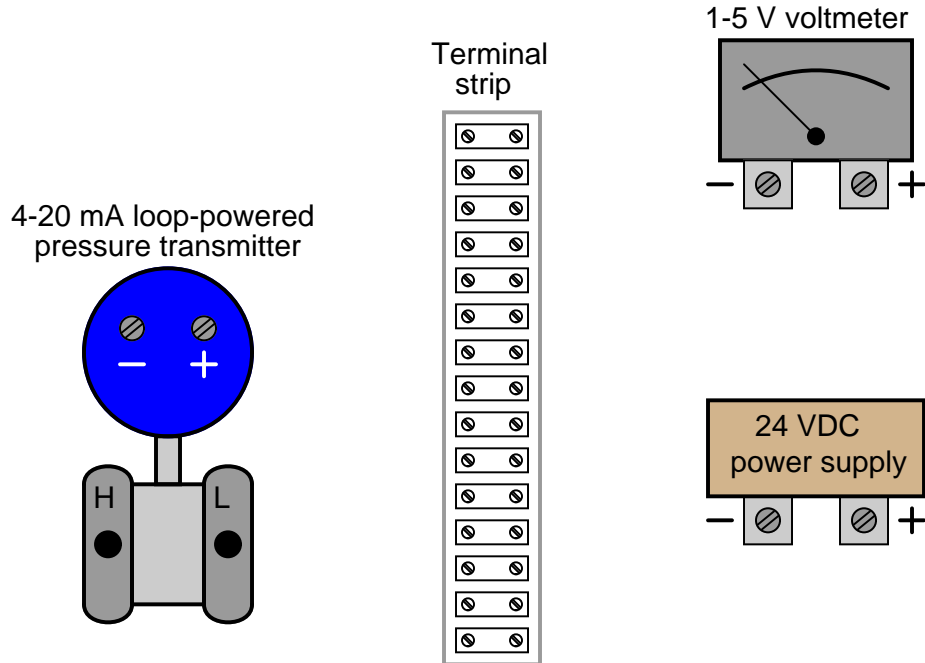 1-5 V voltmeter
Terminal
strip
- +
4-20 mA loop-powered
pressure transmitter
- +
24 VDC
power supply
H L
- +